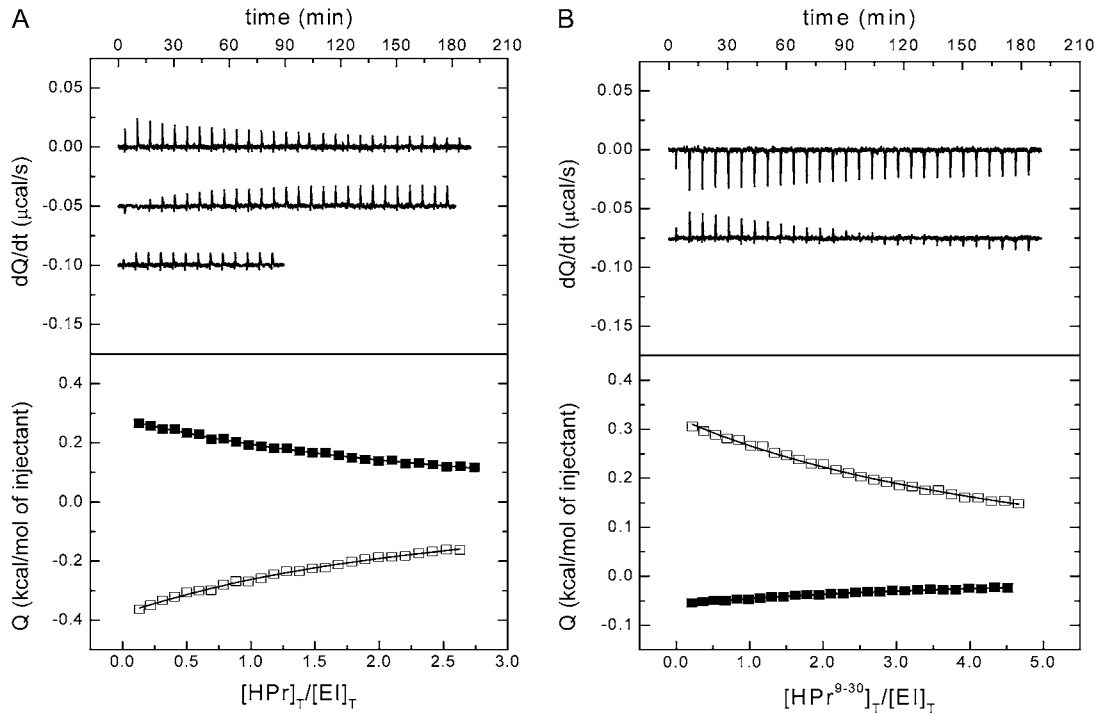 A
time (min)
0 30 60 90 120 150 180 210
dQ/dt (μcal/s)
0.05
0.00
-0.05
-0.10
-0.15
Q (kcal/mol of injectant)
0.4
0.2
0.0
-0.2
-0.4
0.0 0.5 1.0 1.5 2.0 2.5 3.0
[HPr]T/[EI]T
B
time (min)
0 30 60 90 120 150 180 210
dQ/dt (μcal/s)
0.05
0.00
-0.05
-0.10
-0.15
Q (kcal/mol of injectant)
0.4
0.3
0.2
0.1
0.0
-0.1
0.0 1.0 2.0 3.0 4.0 5.0
[HPr9-30]T/[EI]T